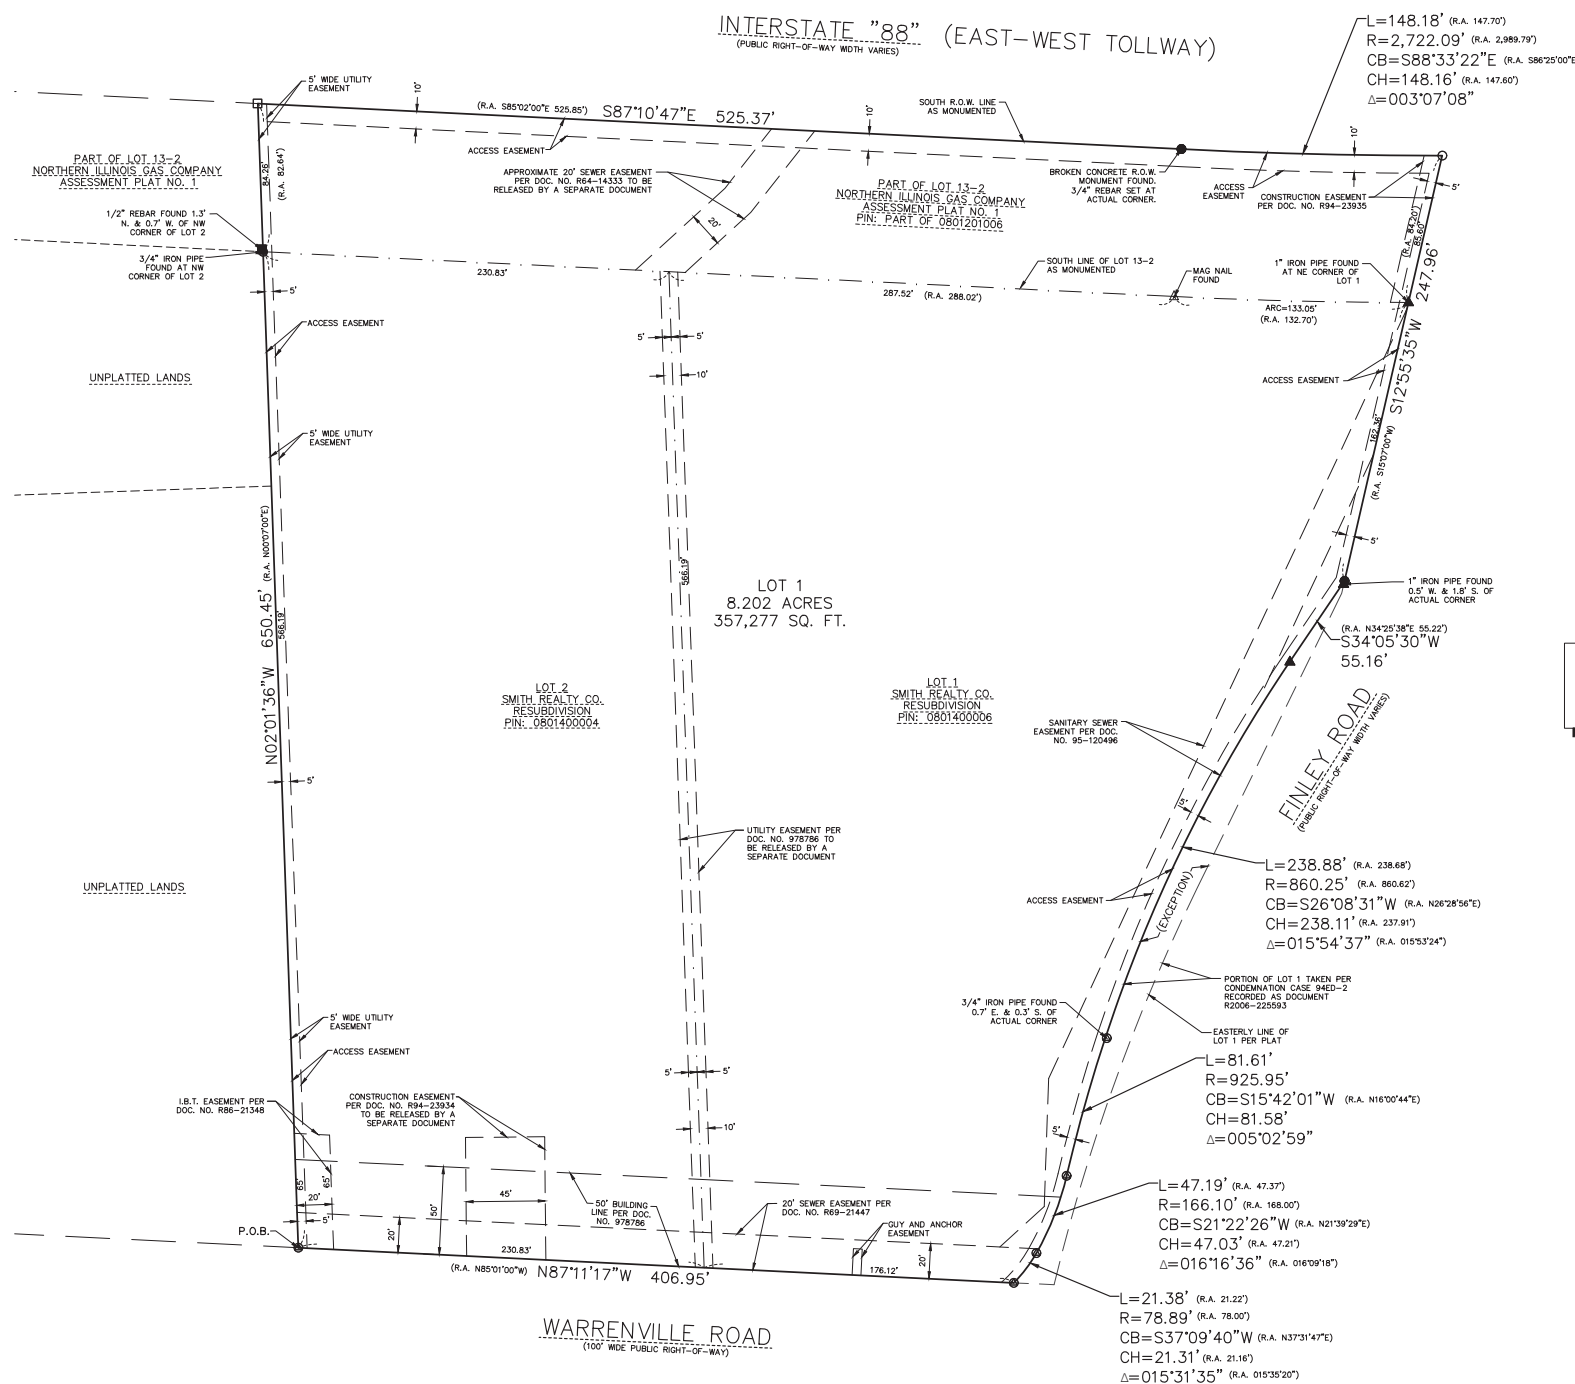 INTERSTATE "88" (EAST-WEST TOLLWAY)
(PUBLIC RIGHT-OF-WAY WIDTH VARIES)
L=148.18' (R.A. 147.70')
R=2,722.09' (R.A. 2,989.79')
CB=S88°33'22"E (R.A. S86°25'00"E
CH=148.16' (R.A. 147.60')
Δ=003°07'08"
5' WIDE UTILITY
EASEMENT
10'
(R.A. S85°02'00"E 525.85')
S87°10'47"E 525.37'
10'
SOUTH R.O.W. LINE
AS MONUMENTED
10'
ACCESS EASEMENT
PART OF LOT 13-2
NORTHERN ILLINOIS GAS COMPANY
ASSESSMENT PLAT NO. 1
84.26'
(R.A. 82.64')
APPROXIMATE 20' SEWER EASEMENT
PER DOC. NO. R64-14333 TO BE
RELEASED BY A SEPARATE DOCUMENT
20'
PART OF LOT 13-2
NORTHERN ILLINOIS GAS COMPANY
ASSESSMENT PLAT NO. 1
PIN: PART OF 0801201006
BROKEN CONCRETE R.O.W.
MONUMENT FOUND.
3/4" REBAR SET AT
ACTUAL CORNER.
ACCESS
EASEMENT
CONSTRUCTION EASEMENT
PER DOC. NO. R94-23935
5'
(R.A. 84.20')
85.60'
1/2" REBAR FOUND 1.3'
N. & 0.7' W. OF NW
CORNER OF LOT 2
3/4" IRON PIPE
FOUND AT NW
CORNER OF LOT 2
230.83'
SOUTH LINE OF LOT 13-2
AS MONUMENTED
MAG NAIL
FOUND
1" IRON PIPE FOUND
AT NE CORNER OF
LOT 1
5'
287.52' (R.A. 288.02')
ARC=133.05'
(R.A. 132.70')
S12°55'35"W 247.96'
ACCESS EASEMENT
5'
5'
10'
UNPLATTED LANDS
ACCESS EASEMENT
162.36'
(R.A. S15°07'00"W)
5' WIDE UTILITY
EASEMENT
5'
N02°01'36"W 650.45' (R.A. N00°07'00"E)
566.19'
566.19'
LOT 1
8.202 ACRES
357,277 SQ. FT.
1" IRON PIPE FOUND
0.5' W. & 1.8' S. OF
ACTUAL CORNER
(R.A. N34°25'38"E 55.22')
S34°05'30"W
55.16'
LOT 2
SMITH REALTY CO.
RESUBDIVISION
PIN: 0801400004
LOT 1
SMITH REALTY CO.
RESUBDIVISION
PIN: 0801400006
SANITARY SEWER
EASEMENT PER DOC.
NO. 95-120496
FINLEY ROAD
(PUBLIC RIGHT-OF-WAY WIDTH VARIES)
5'
5'
UTILITY EASEMENT PER
DOC. NO. 978786 TO
BE RELEASED BY A
SEPARATE DOCUMENT
L=238.88' (R.A. 238.68')
R=860.25' (R.A. 860.62')
CB=S26°08'31"W (R.A. N26°28'56"E)
CH=238.11' (R.A. 237.91')
Δ=015°54'37" (R.A. 015°53'24")
UNPLATTED LANDS
ACCESS EASEMENT
(EXCEPTION)
PORTION OF LOT 1 TAKEN PER
CONDEMNATION CASE 94ED-2
RECORDED AS DOCUMENT
R2006-225593
3/4" IRON PIPE FOUND
0.7' E. & 0.3' S. OF
ACTUAL CORNER
5' WIDE UTILITY
EASEMENT
EASTERLY LINE OF
LOT 1 PER PLAT
ACCESS EASEMENT
L=81.61'
R=925.95'
CB=S15°42'01"W (R.A. N16°00'44"E)
CH=81.58'
Δ=005°02'59"
5'
5'
I.B.T. EASEMENT PER
DOC. NO. R86-21348
CONSTRUCTION EASEMENT
PER DOC. NO. R94-23934
TO BE RELEASED BY A
SEPARATE DOCUMENT
10'
5'
65'
65'
20'
5'
50'
45'
50' BUILDING
LINE PER DOC.
NO. 978786
20' SEWER EASEMENT PER
DOC. NO. R69-21447
L=47.19' (R.A. 47.37')
R=166.10' (R.A. 168.00')
CB=S21°22'26"W (R.A. N21°39'29"E)
CH=47.03' (R.A. 47.21')
Δ=016°16'36" (R.A. 016°09'18")
P.O.B.
20'
GUY AND ANCHOR
EASEMENT
20'
230.83'
176.12'
(R.A. N85°01'00"W) N87°11'17"W 406.95'
L=21.38' (R.A. 21.22')
R=78.89' (R.A. 78.00')
CB=S37°09'40"W (R.A. N37°31'47"E)
CH=21.31' (R.A. 21.16')
Δ=015°31'35" (R.A. 015°35'20")
WARRENVILLE ROAD
(100' WIDE PUBLIC RIGHT-OF-WAY)